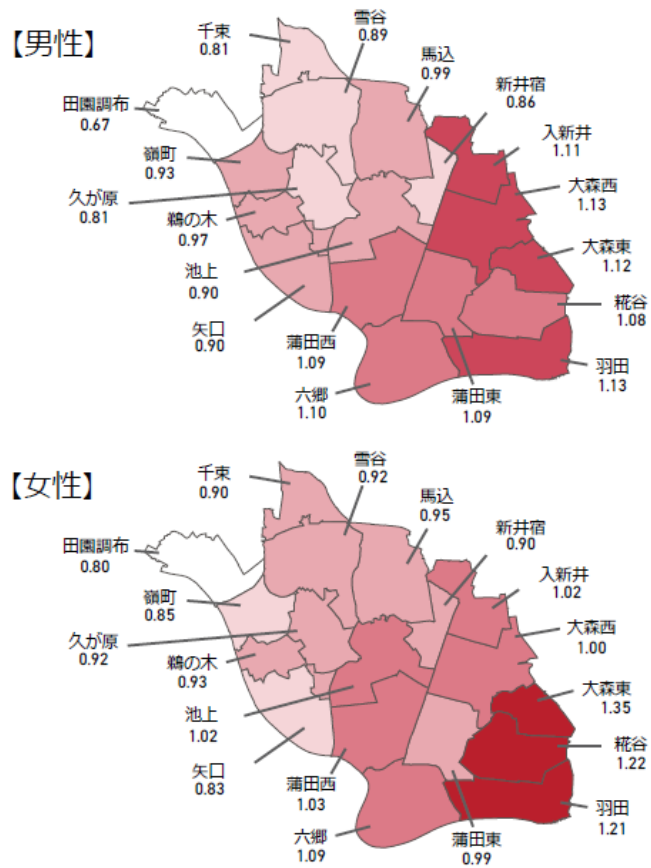 【男性】
千束
0.81
雪谷
0.89
馬込
0.99
新井宿
0.86
田園調布
0.67
入新井
1.11
嶺町
0.93
大森西
1.13
久が原
0.81
鵜の木
0.97
大森東
1.12
池上
0.90
糀谷
1.08
矢口
0.90
蒲田西
1.09
羽田
1.13
六郷
1.10
蒲田東
1.09
【女性】
千束
0.90
雪谷
0.92
馬込
0.95
新井宿
0.90
田園調布
0.80
入新井
1.02
嶺町
0.85
大森西
1.00
久が原
0.92
鵜の木
0.93
大森東
1.35
池上
1.02
糀谷
1.22
矢口
0.83
蒲田西
1.03
羽田
1.21
六郷
1.09
蒲田東
0.99